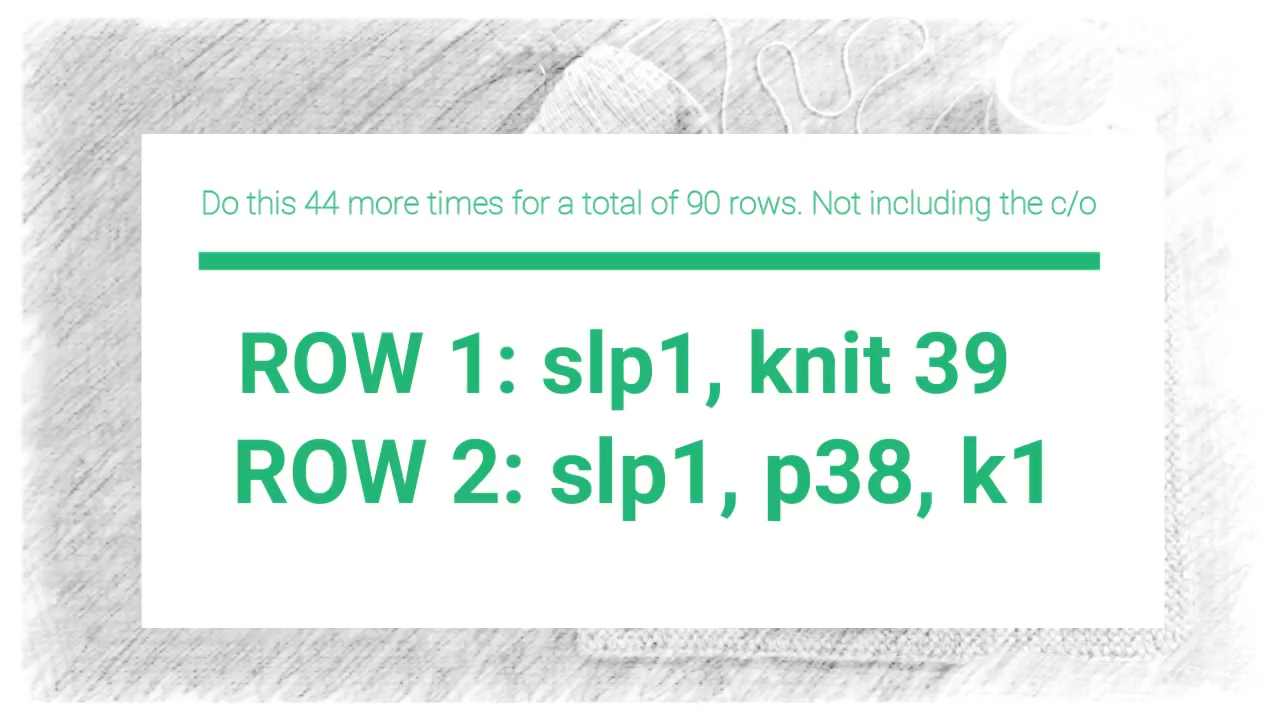 Do this 44 more times for a total of 90 rows. Not including the c/o
ROW 1: slp1, knit 39
ROW 2: slp1, p38, k1